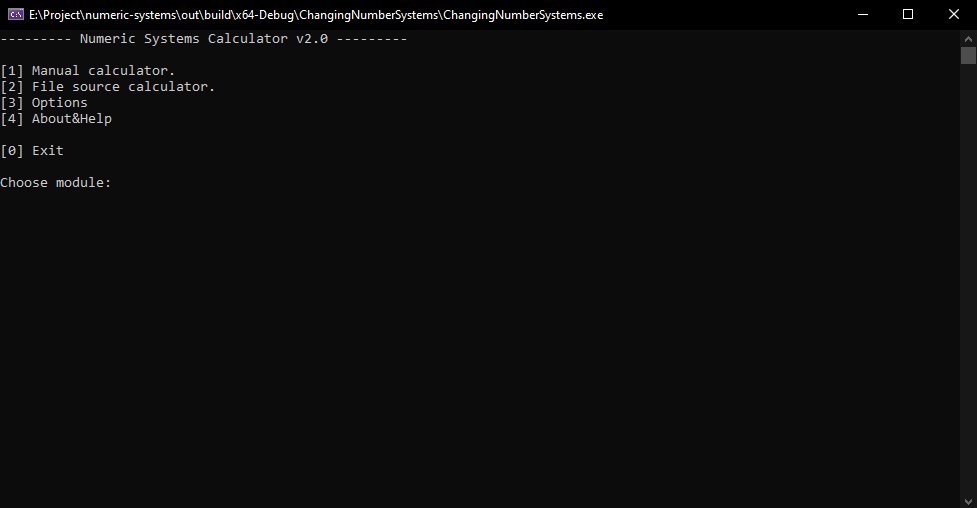 E:\Project\numeric-systems\out\build\x64-Debug\ChangingNumberSystems\ChangingNumberSystems.exe
--------- Numeric Systems Calculator v2.0 ---------
[1] Manual calculator.
[2] File source calculator.
[3] Options
[4] About&Help
[0] Exit
Choose module: